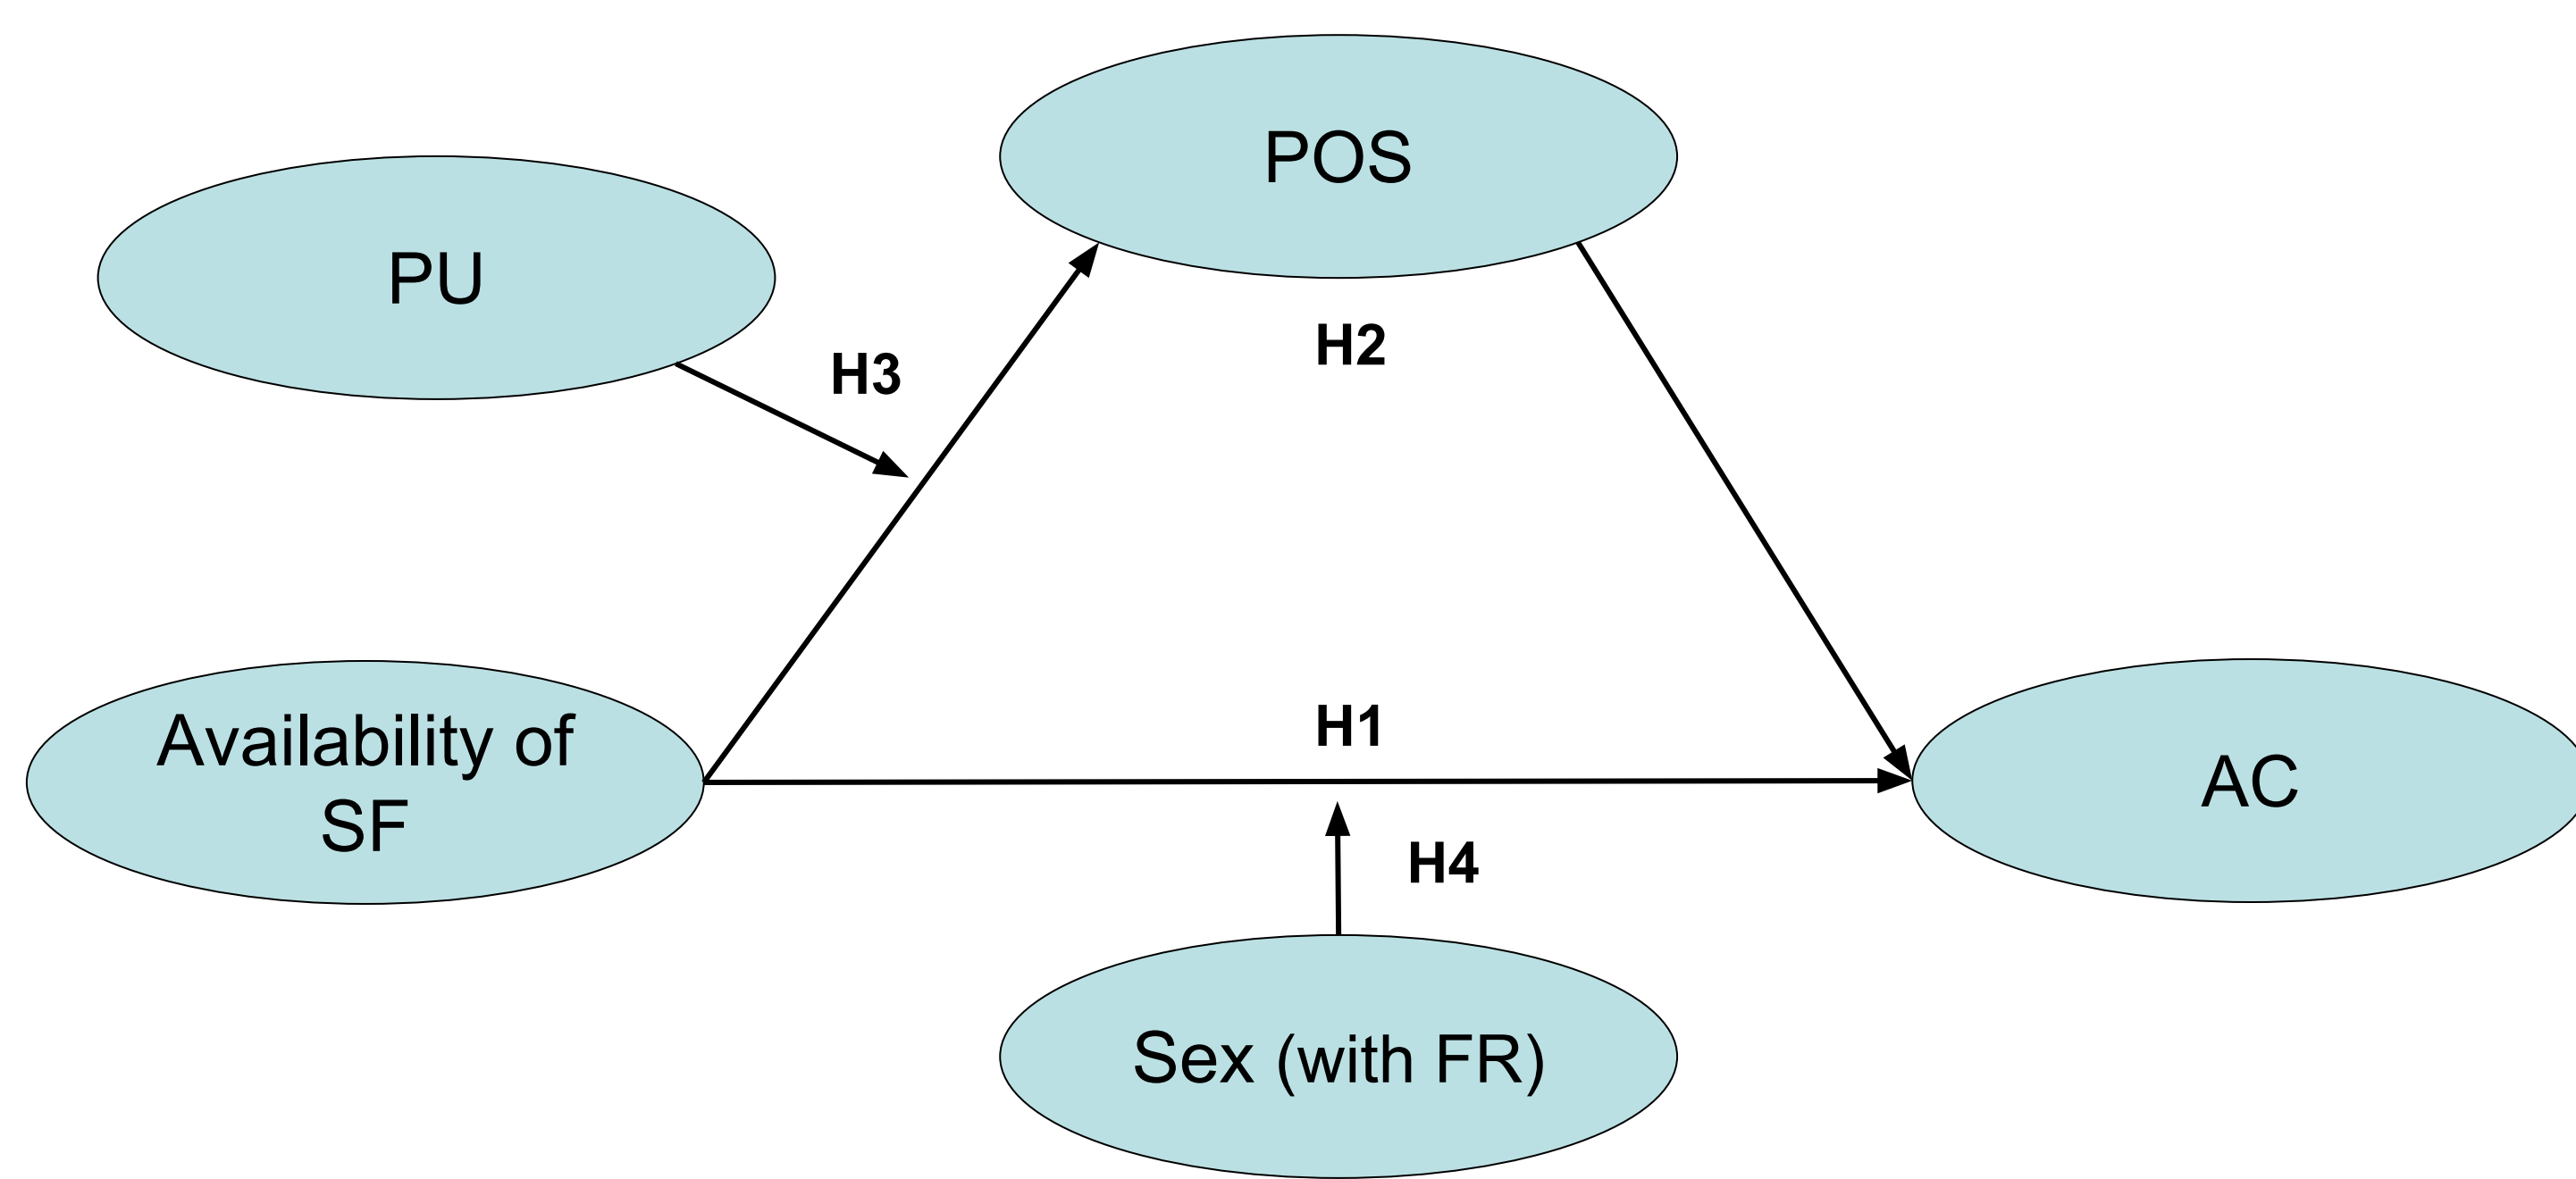 POS
PU
H2
H3
H1
Availability of
SF
AC
H4
Sex (with FR)